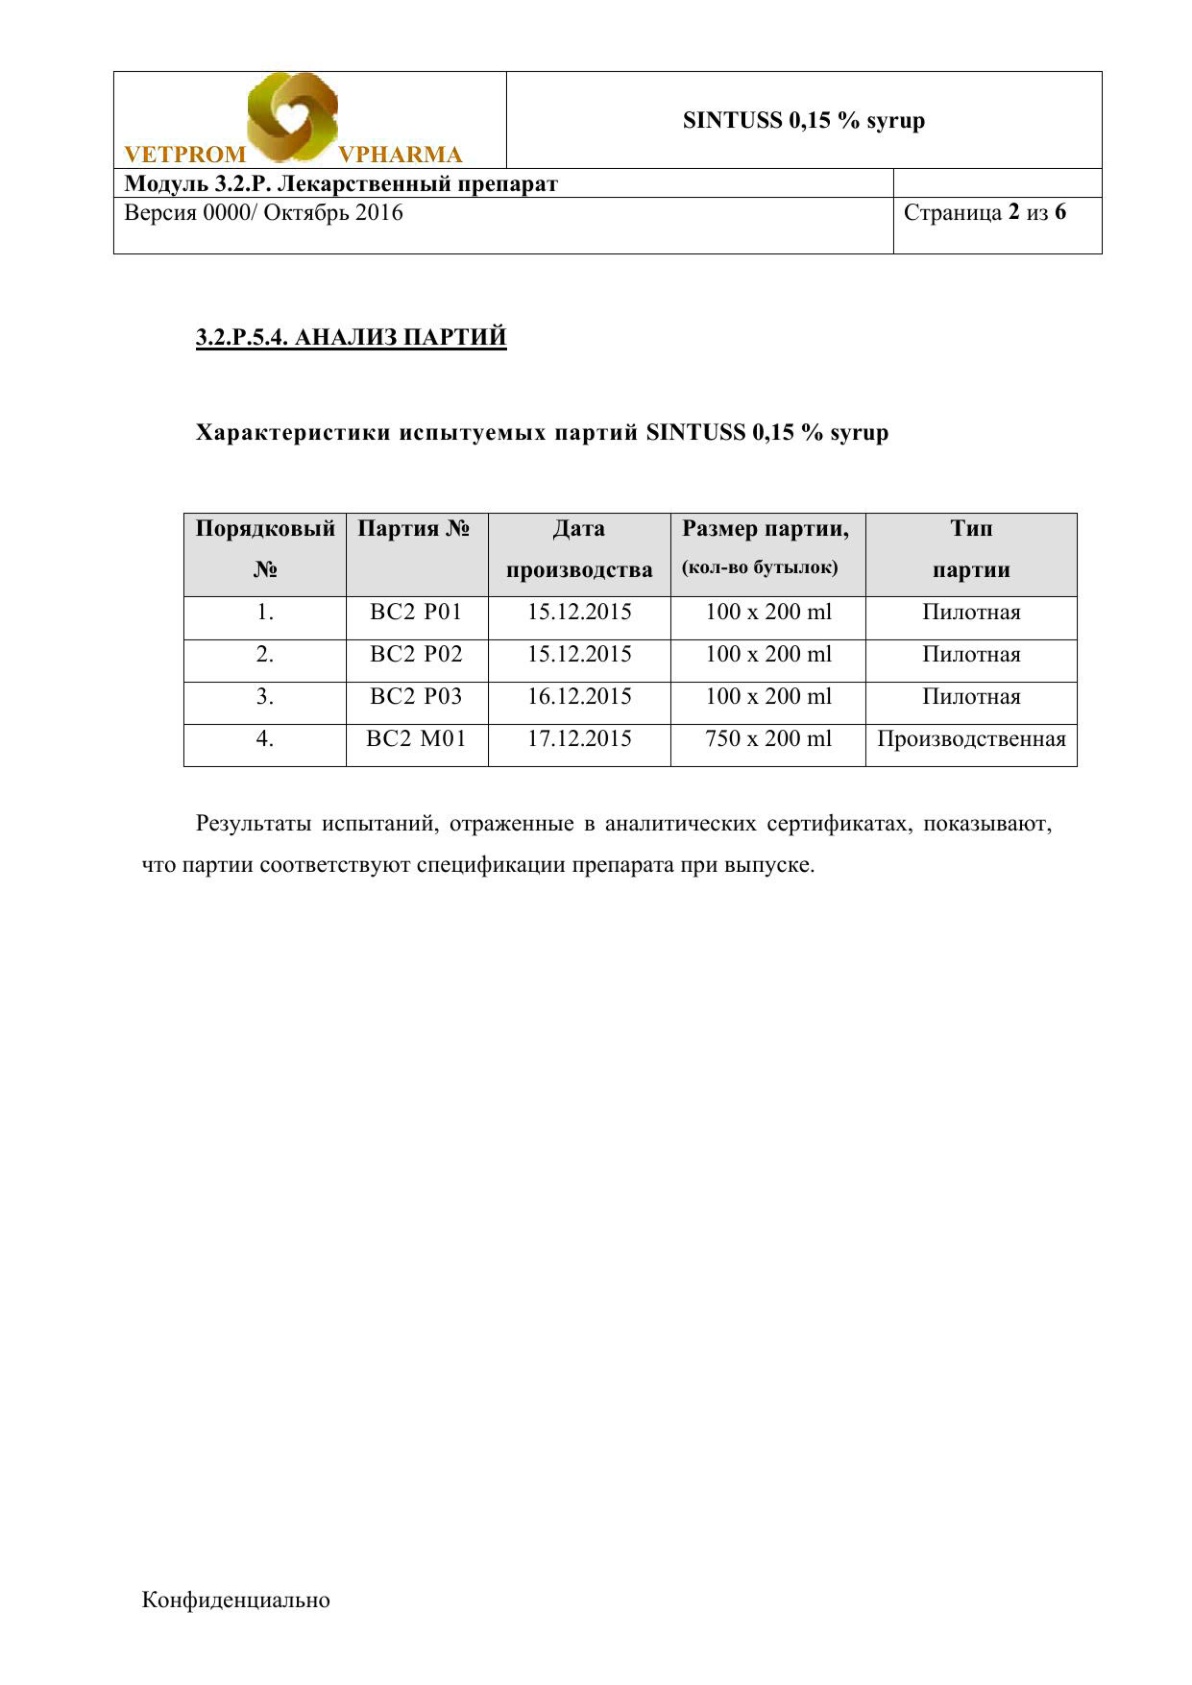 VETPROM VPHARMA
SINTUSS 0,15 % syrup
Модуль 3.2.Р. Лекарственный препарат
Версия 0000/ Октябрь 2016
Страница 2 из 6
3.2.Р.5.4. АНАЛИЗ ПАРТИЙ
Характеристики испытуемых партий SINTUSS 0,15 % syrup
Порядковый Партия № Дата Размер партии, Тип
№ производства (кол-во бутылок) партии
1. BC2 P01 15.12.2015 100 x 200 ml Пилотная
2. BC2 P02 15.12.2015 100 x 200 ml Пилотная
3. BC2 P03 16.12.2015 100 x 200 ml Пилотная
4. BC2 M01 17.12.2015 750 x 200 ml Производственная
Результаты испытаний, отраженные в аналитических сертификатах, показывают,
что партии соответствуют спецификации препарата при выпуске.
Конфиденциально